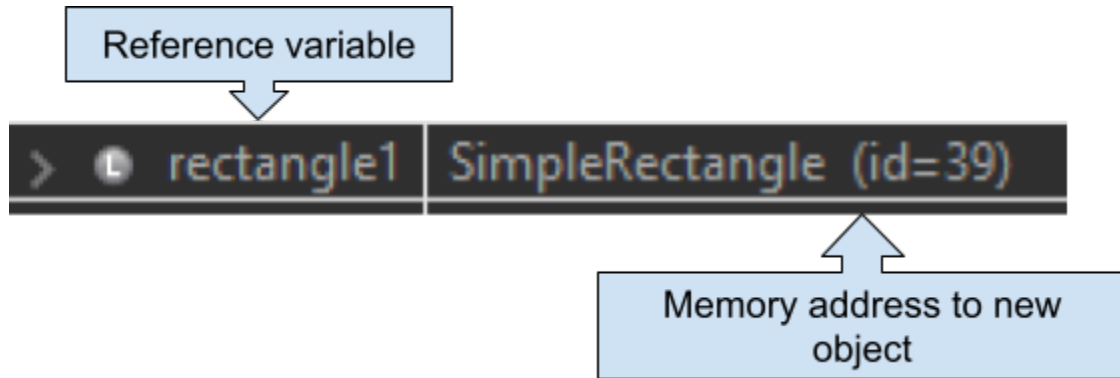 Reference variable
L rectangle1 SimpleRectangle (id=39)
Memory address to new
object